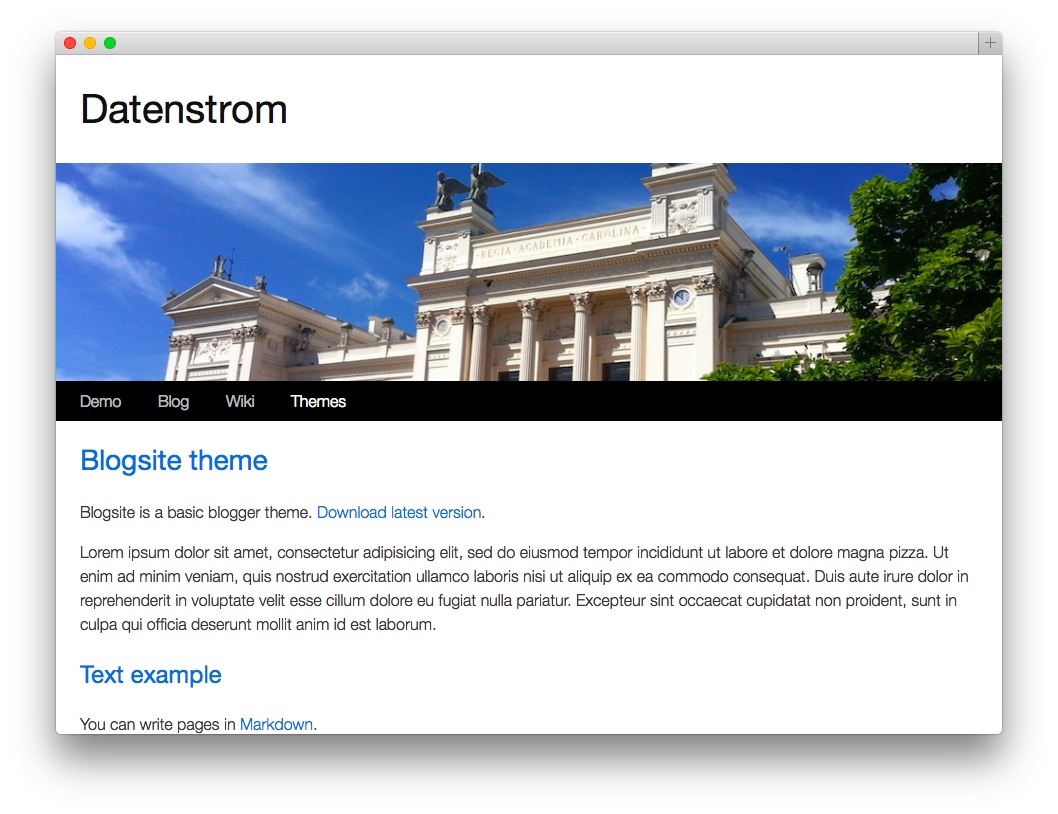 Datenstrom
·REGIA·ACADEMIA·CAROLINA·
Demo Blog Wiki Themes
Blogsite theme
Blogsite is a basic blogger theme. Download latest version.
Lorem ipsum dolor sit amet, consectetur adipisicing elit, sed do eiusmod tempor incididunt ut labore et dolore magna pizza. Ut
enim ad minim veniam, quis nostrud exercitation ullamco laboris nisi ut aliquip ex ea commodo consequat. Duis aute irure dolor in
reprehenderit in voluptate velit esse cillum dolore eu fugiat nulla pariatur. Excepteur sint occaecat cupidatat non proident, sunt in
culpa qui officia deserunt mollit anim id est laborum.
Text example
You can write pages in Markdown.